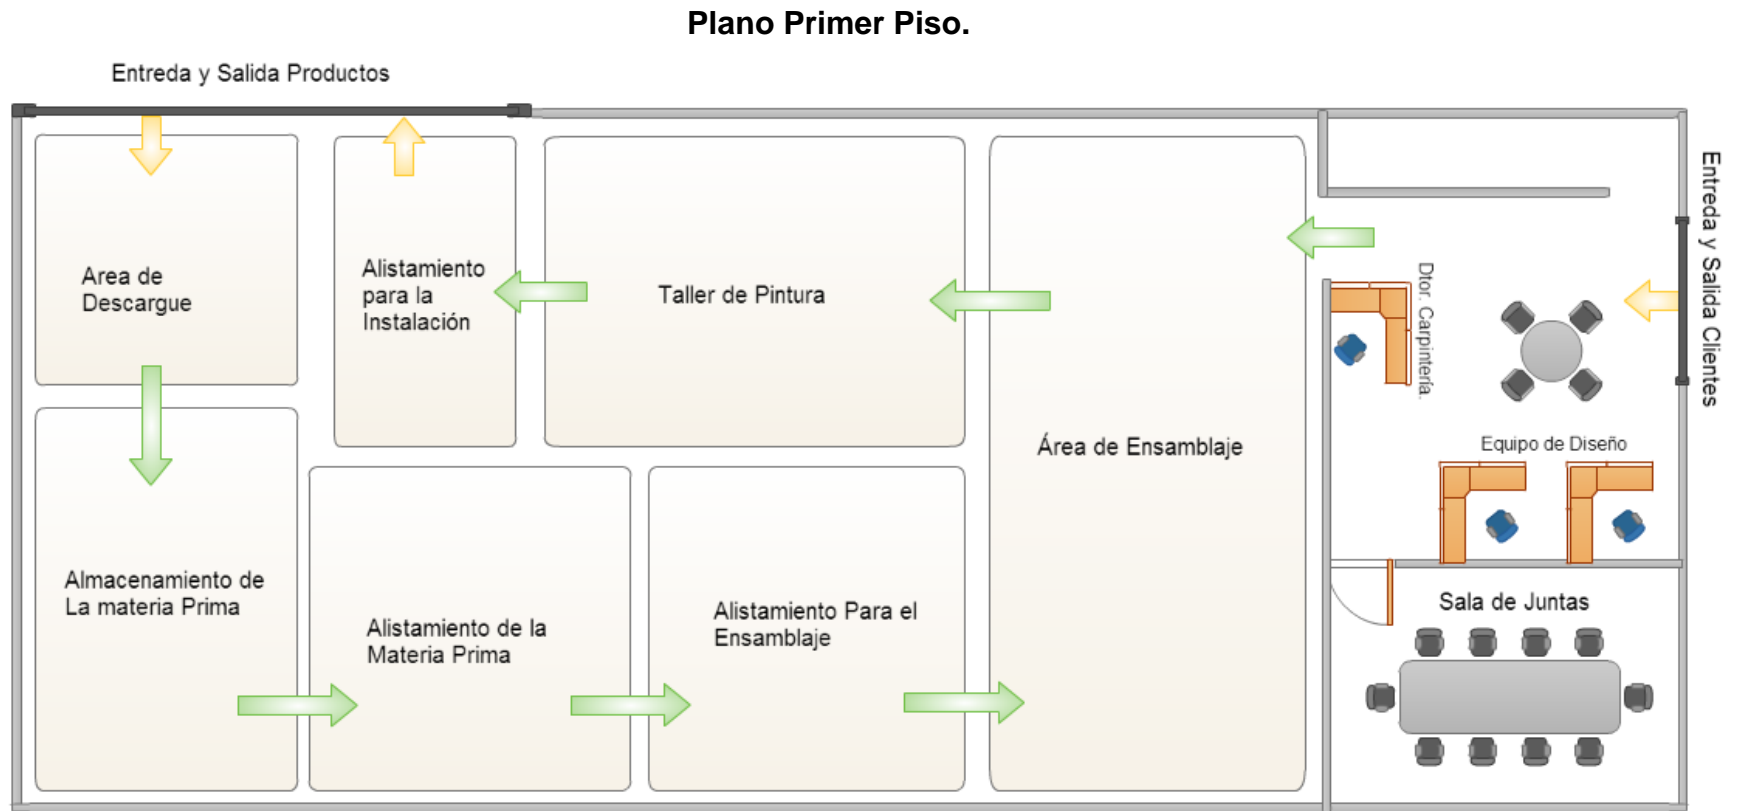 Plano Primer Piso.
Entreda y Salida Productos
Entreda y Salida Clientes
Area de
Descargue
Alistamiento
para la
Instalación
Taller de Pintura
Dtor. Carpintería.
Área de Ensamblaje
Equipo de Diseño
Almacenamiento de
La materia Prima
Alistamiento de la
Materia Prima
Alistamiento Para el
Ensamblaje
Sala de Juntas